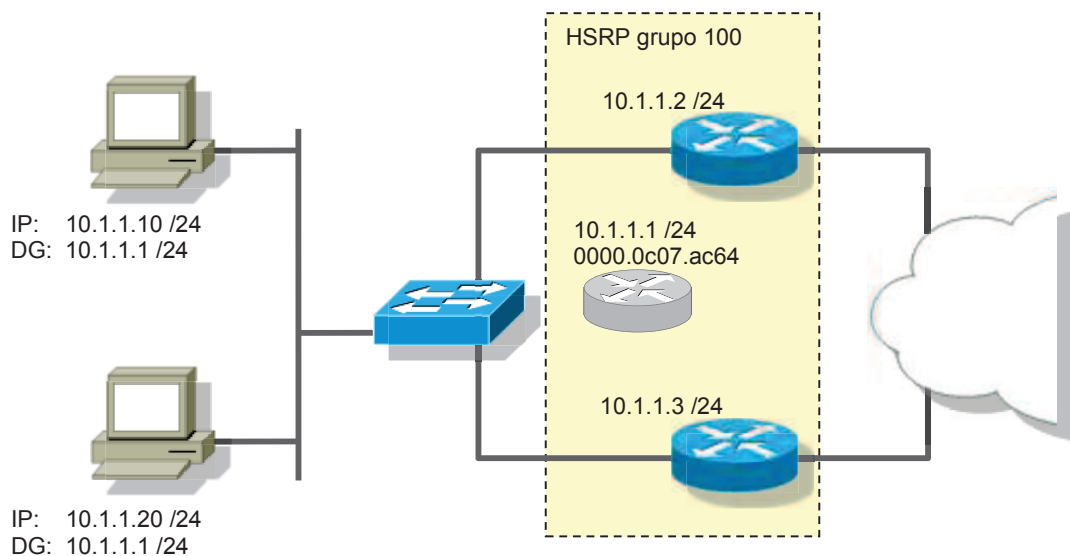 HSRP grupo 100
10.1.1.2 /24
IP: 10.1.1.10 /24
DG: 10.1.1.1 /24
10.1.1.1 /24
0000.0c07.ac64
10.1.1.3 /24
IP: 10.1.1.20 /24
DG: 10.1.1.1 /24